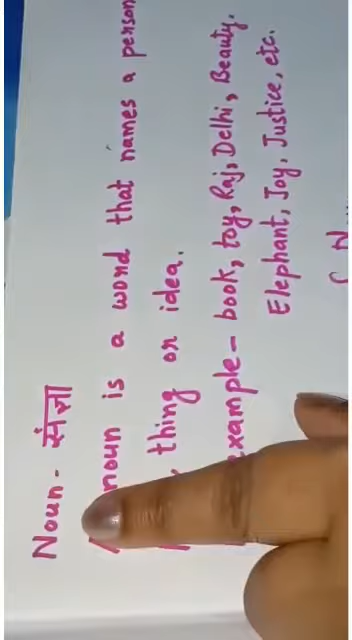 Noun - संज्ञा
A noun is a word that names a person
thing or idea.
example - book, toy, Raj, Delhi, Beauty,
Elephant, Joy, Justice, etc.